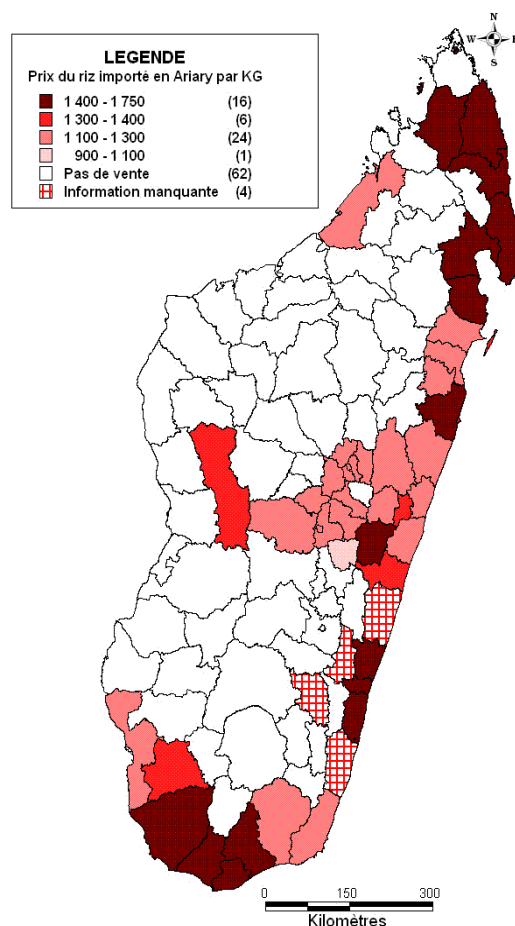 N
W E
S
LEGENDE
Prix du riz importé en Ariary par KG
1 400 - 1 750 (16)
1 300 - 1 400 (6)
1 100 - 1 300 (24)
900 - 1 100 (1)
Pas de vente (62)
Information manquante (4)
0 150 300
Kilomètres